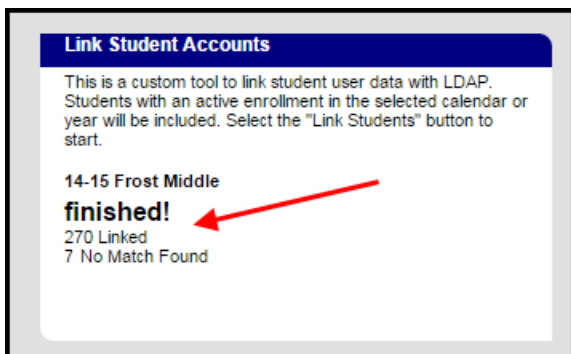 Link Student Accounts
This is a custom tool to link student user data with LDAP.
Students with an active enrollment in the selected calendar or
year will be included. Select the "Link Students" button to
start.
14-15 Frost Middle
finished!
270 Linked
7 No Match Found